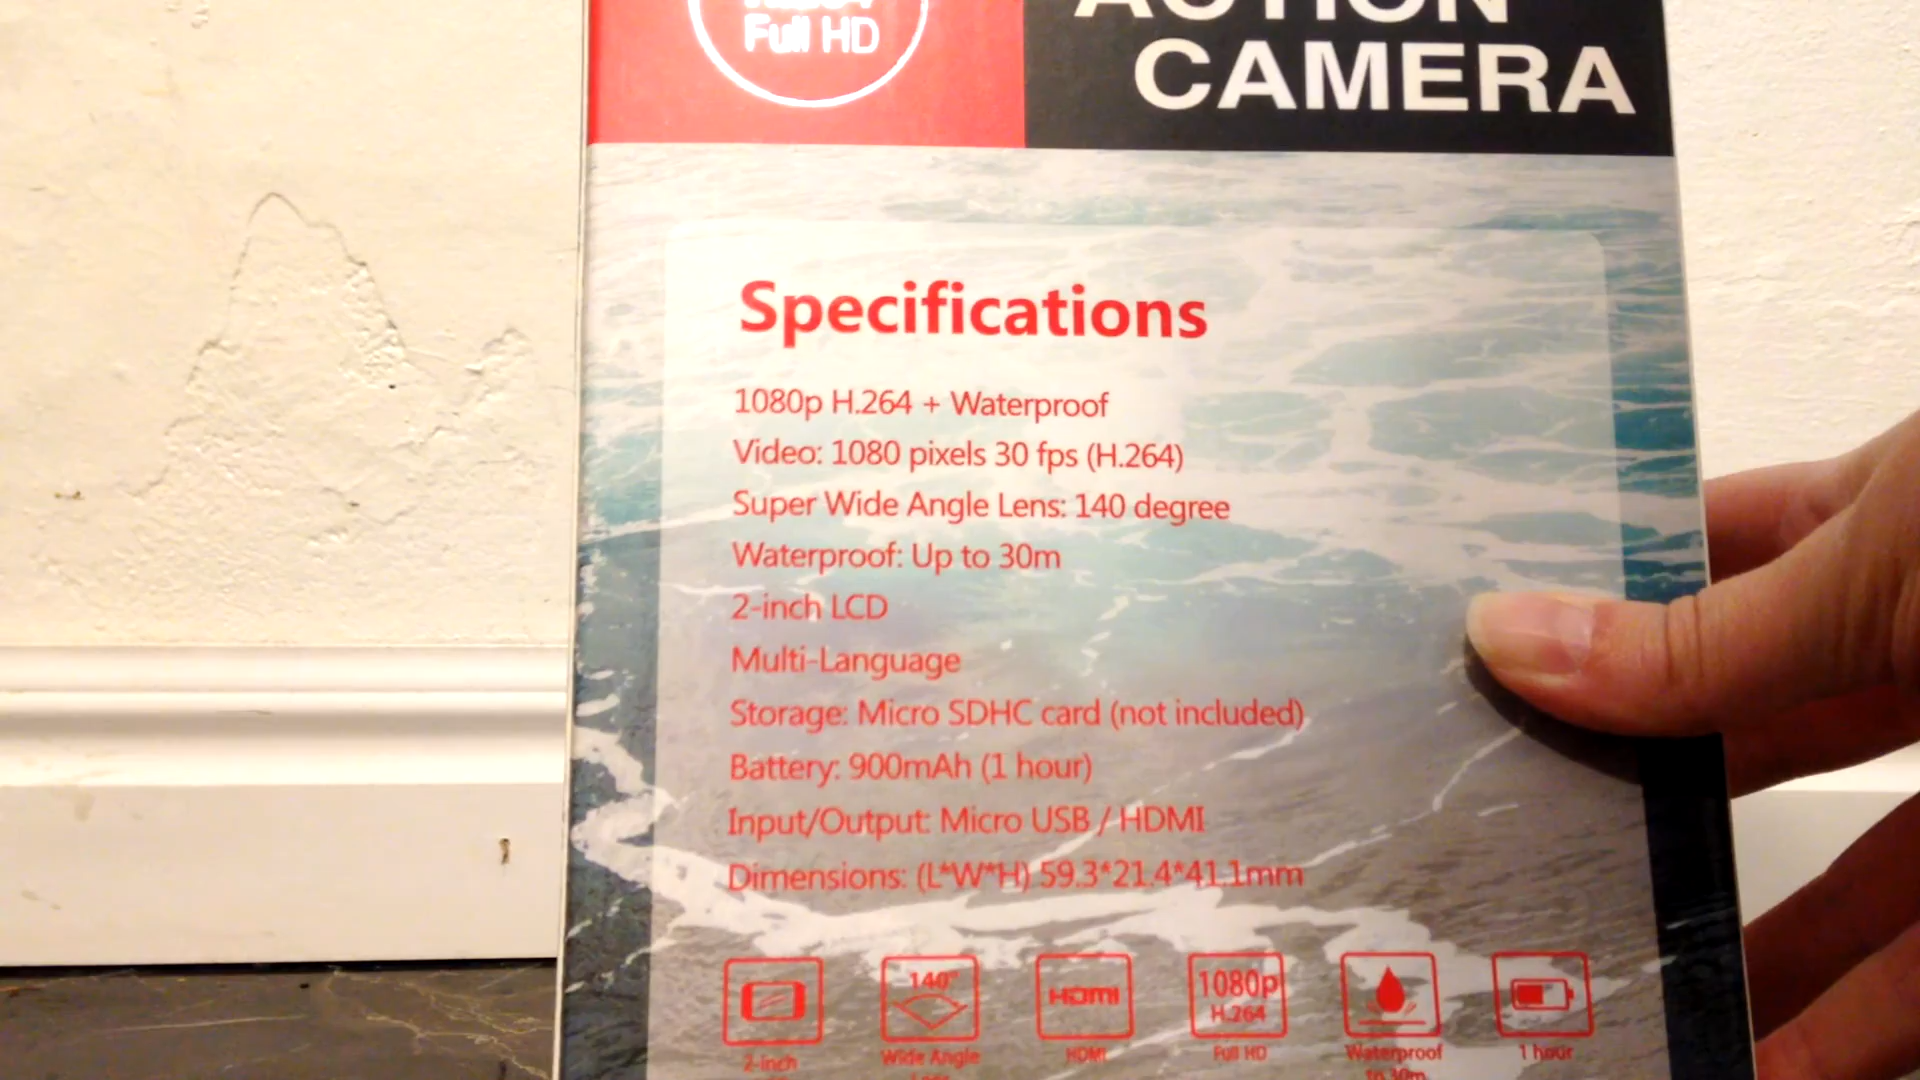 Full HD
ACTION
CAMERA
Specifications
1080p H.264 + Waterproof
Video: 1080 pixels 30 fps (H.264)
Super Wide Angle Lens: 140 degree
Waterproof: Up to 30m
2-inch LCD
Multi-Language
Storage: Micro SDHC card (not included)
Battery: 900mAh (1 hour)
Input/Output: Micro USB / HDMI
Dimensions: (L*W*H) 59.3*21.4*41.1mm
140°
HDMI
1080p
H.264
2-inch
Wide Angle
HDMI
Full HD
Waterproof
to 30m
1 hour